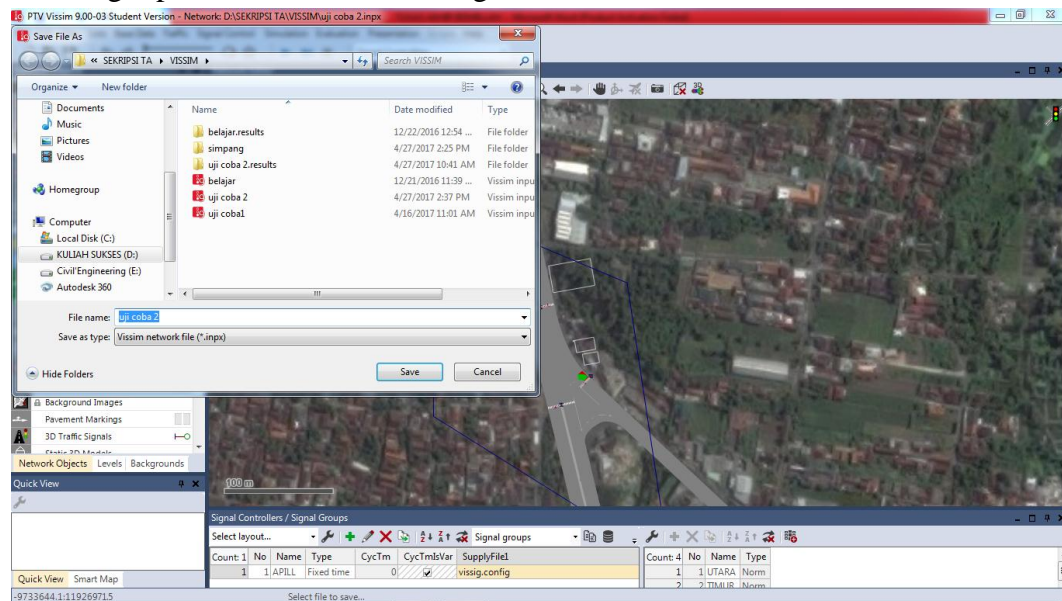 PTV Vissim 9.00-03 Student Version - Network: D:\SEKRIPSI TA\VISSIM\uji coba 2.inpx
Save File As
« SEKRIPSI TA ▸ VISSIM ▸
Search VISSIM
Organize ▾ New folder
Documents
Music
Pictures
Videos
Homegroup
Computer
Local Disk (C:)
KULIAH SUKSES (D:)
Civil'Engineering (E:)
Autodesk 360
Name Date modified Type
belajar.results 12/22/2016 12:54 ... File folder
simpang 4/27/2017 2:25 PM File folder
uji coba 2.results 4/27/2017 10:41 AM File folder
belajar 12/21/2016 11:39 ... Vissim inpu
uji coba 2 4/27/2017 2:37 PM Vissim inpu
uji coba1 4/16/2017 11:01 AM Vissim inpu
File name: uji coba 2
Save as type: Vissim network file (*.inpx)
Hide Folders
Save Cancel
Background Images
Pavement Markings
3D Traffic Signals
Static 3D Models
Network Objects Levels Backgrounds
Quick View
100 m
Signal Controllers / Signal Groups
Select layout... Signal groups
Count: 1 No Name Type CycTm CycTmIsVar SupplyFile1
1 1 APILL Fixed time 0 vissig.config
Count: 4 No Name Type
1 1 UTARA Norm
2 2 TIMUR Norm
Quick View Smart Map
-9733644.1:11926971.5
Select file to save...